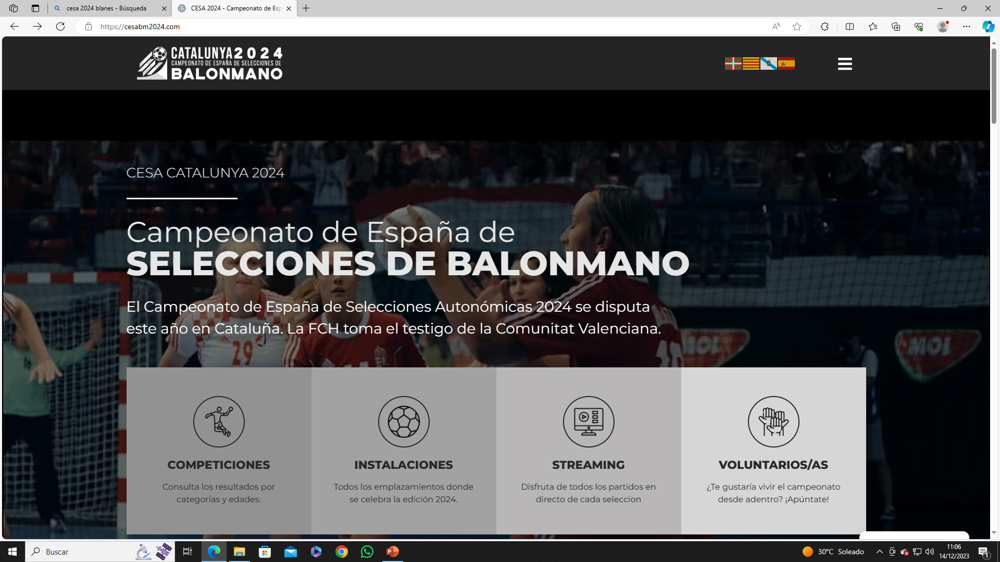 cesa 2024 blanes - Búsqueda
CESA 2024 - Campeonato de Esp
https://cesabm2024.com
CATALUNYA 2024
CAMPEONATO DE ESPAÑA DE SELECCIONES DE
BALONMANO
CESA CATALUNYA 2024
Campeonato de España de
SELECCIONES DE BALONMANO
El Campeonato de España de Selecciones Autonómicas 2024 se disputa
este año en Cataluña. La FCH toma el testigo de la Comunitat Valenciana.
29
MOL
MOL
COMPETICIONES
Consulta los resultados por
categorias y edades.
INSTALACIONES
Todos los emplazamientos donde
se celebra la edición 2024.
STREAMING
Disfruta de todos los partidos en
directo de cada seleccion
VOLUNTARIOS/AS
¿Te gustaría vivir el campeonato
desde adentro? ¡Apúntate!
Buscar
30°C Soleado
11:06
14/12/2023
1